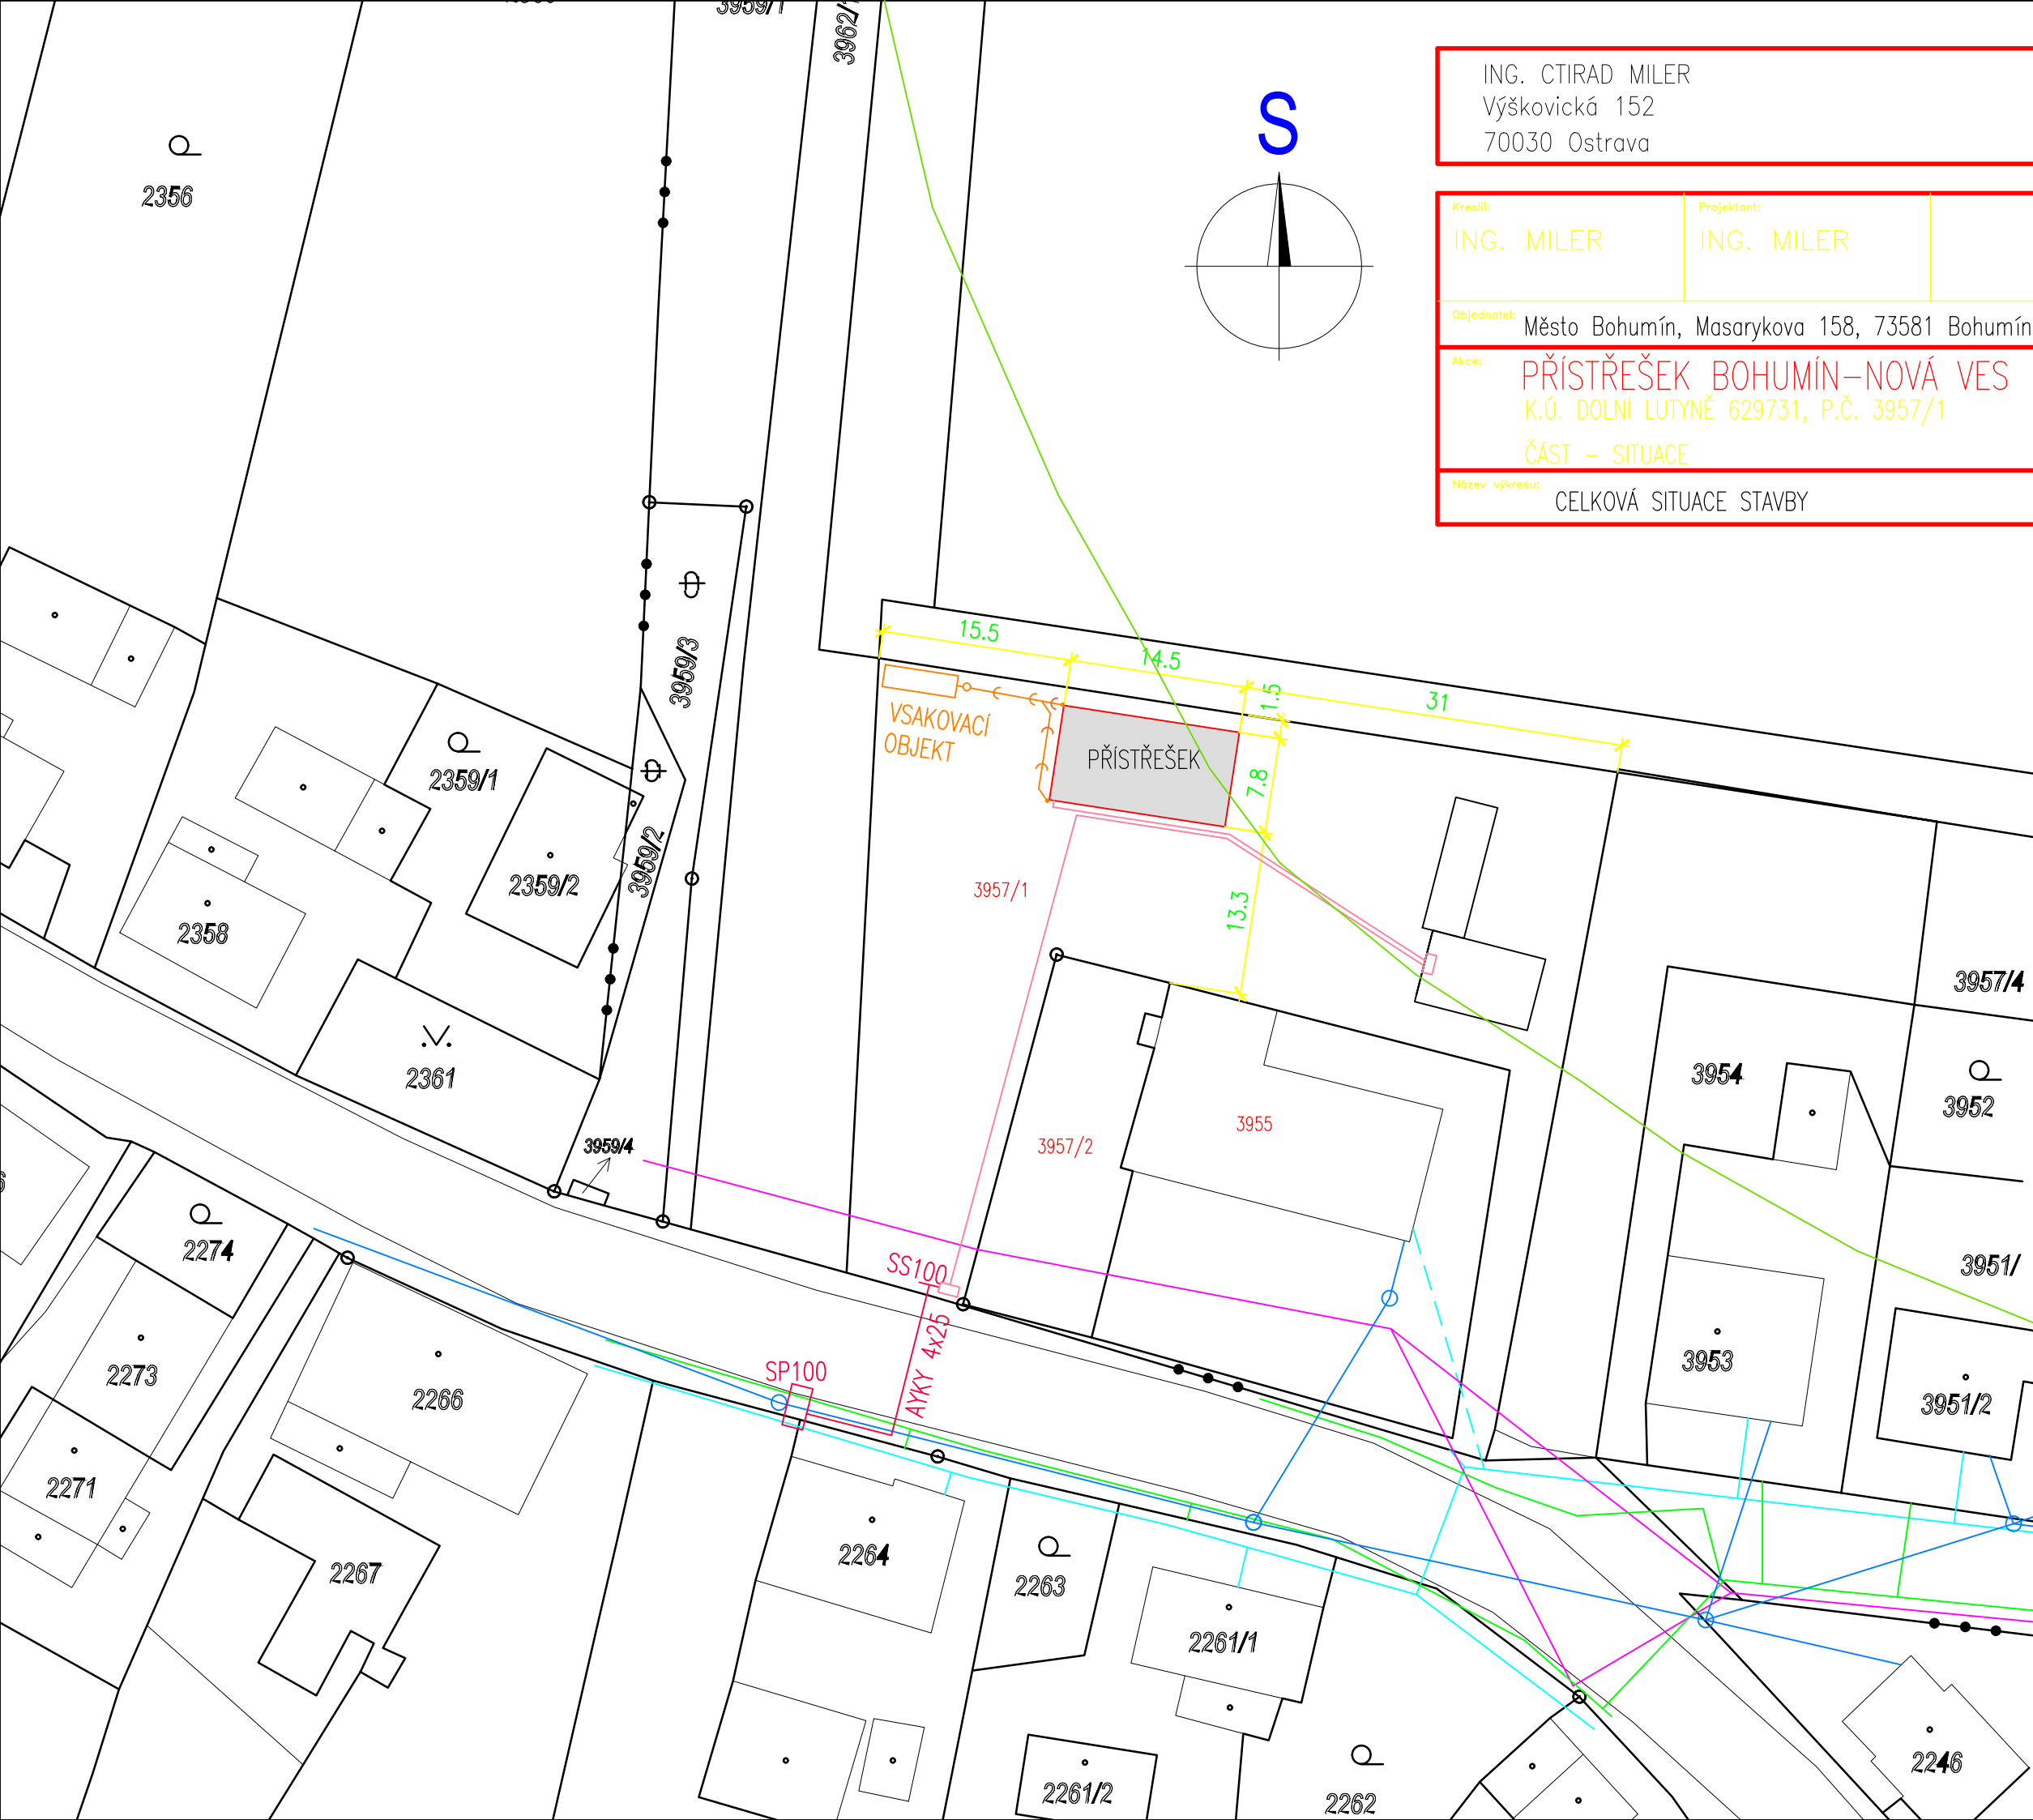 3959/1
3962/
S
ING. CTIRAD MILER
Výškovická 152
70030 Ostrava
Kreslil:
ING. MILER
Projektant:
ING. MILER
Objednatel: Město Bohumín, Masarykova 158, 73581 Bohumín
Akce: PŘÍSTŘEŠEK BOHUMÍN-NOVÁ VES
K.Ú. DOLNÍ LUTYNĚ 629731, P.Č. 3957/1
ČÁST - SITUACE
Název výkresu: CELKOVÁ SITUACE STAVBY
2356
15.5
14.5
1.5
31
3959/3
VSAKOVACÍ
OBJEKT
PŘÍSTŘEŠEK
7.8
2359/1
2359/2
3959/2
2358
3957/1
13.3
3957/4
2361
3954
3952
3959/4
3957/2
3955
2274
SS100
3951/
AYKY 4x25
SP100
2273
2266
3953
3951/2
2271
2264
2263
2267
2261/1
2246
2261/2
2262